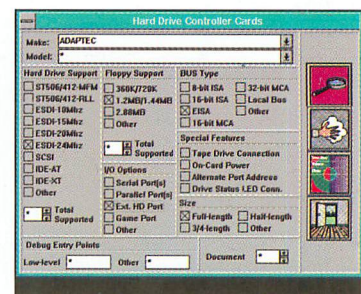 Hard Drive Controller Cards
Make: ADAPTEC
Model: *
Hard Drive Support
ST506/412-MFM
ST506/412-RLL
ESDI-10Mhz
ESDI-15Mhz
ESDI-20Mhz
ESDI-24Mhz
SCSI
IDE-AT
IDE-XT
Other
* Total Supported
Floppy Support
360K/720K
1.2MB/1.44MB
2.88MB
Other
* Total Supported
I/O Options
Serial Port(s)
Parallel Port(s)
Ext. HD Port
Game Port
Other
BUS Type
8-bit ISA
16-bit ISA
EISA
16-bit MCA
32-bit MCA
Local Bus
Other
Special Features
Tape Drive Connection
On-Card Power
Alternate Port Address
Drive Status LED Conn.
Size
Full-length
Half-length
3/4-length
Other
Debug Entry Points
Low-level *
Other *
Document *